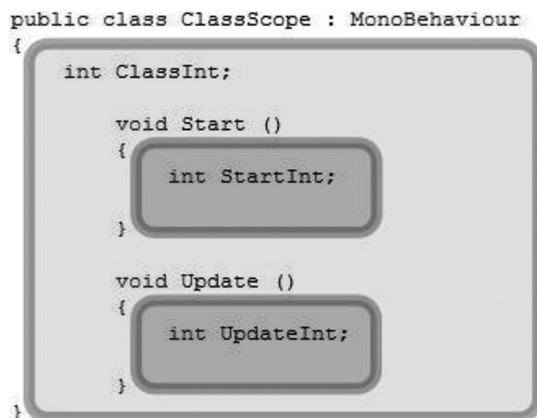 public class ClassScope : MonoBehaviour
{
int ClassInt;
void Start ()
{
int StartInt;
}
void Update ()
{
int UpdateInt;
}
}